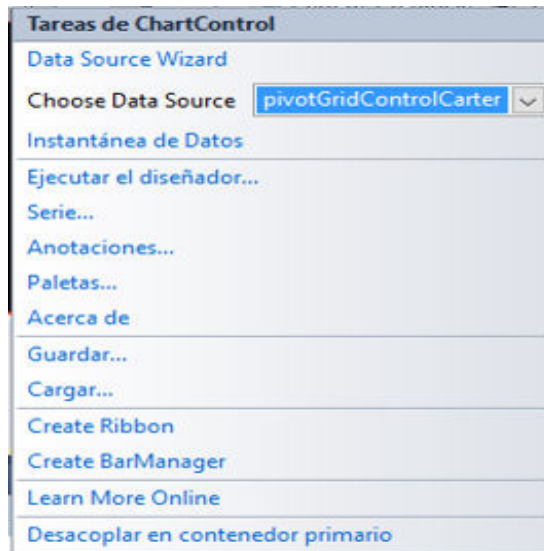 Tareas de ChartControl
Data Source Wizard
Choose Data Source pivotGridControlCarter
Instantánea de Datos
Ejecutar el diseñador...
Serie...
Anotaciones...
Paletas...
Acerca de
Guardar...
Cargar...
Create Ribbon
Create BarManager
Learn More Online
Desacoplar en contenedor primario